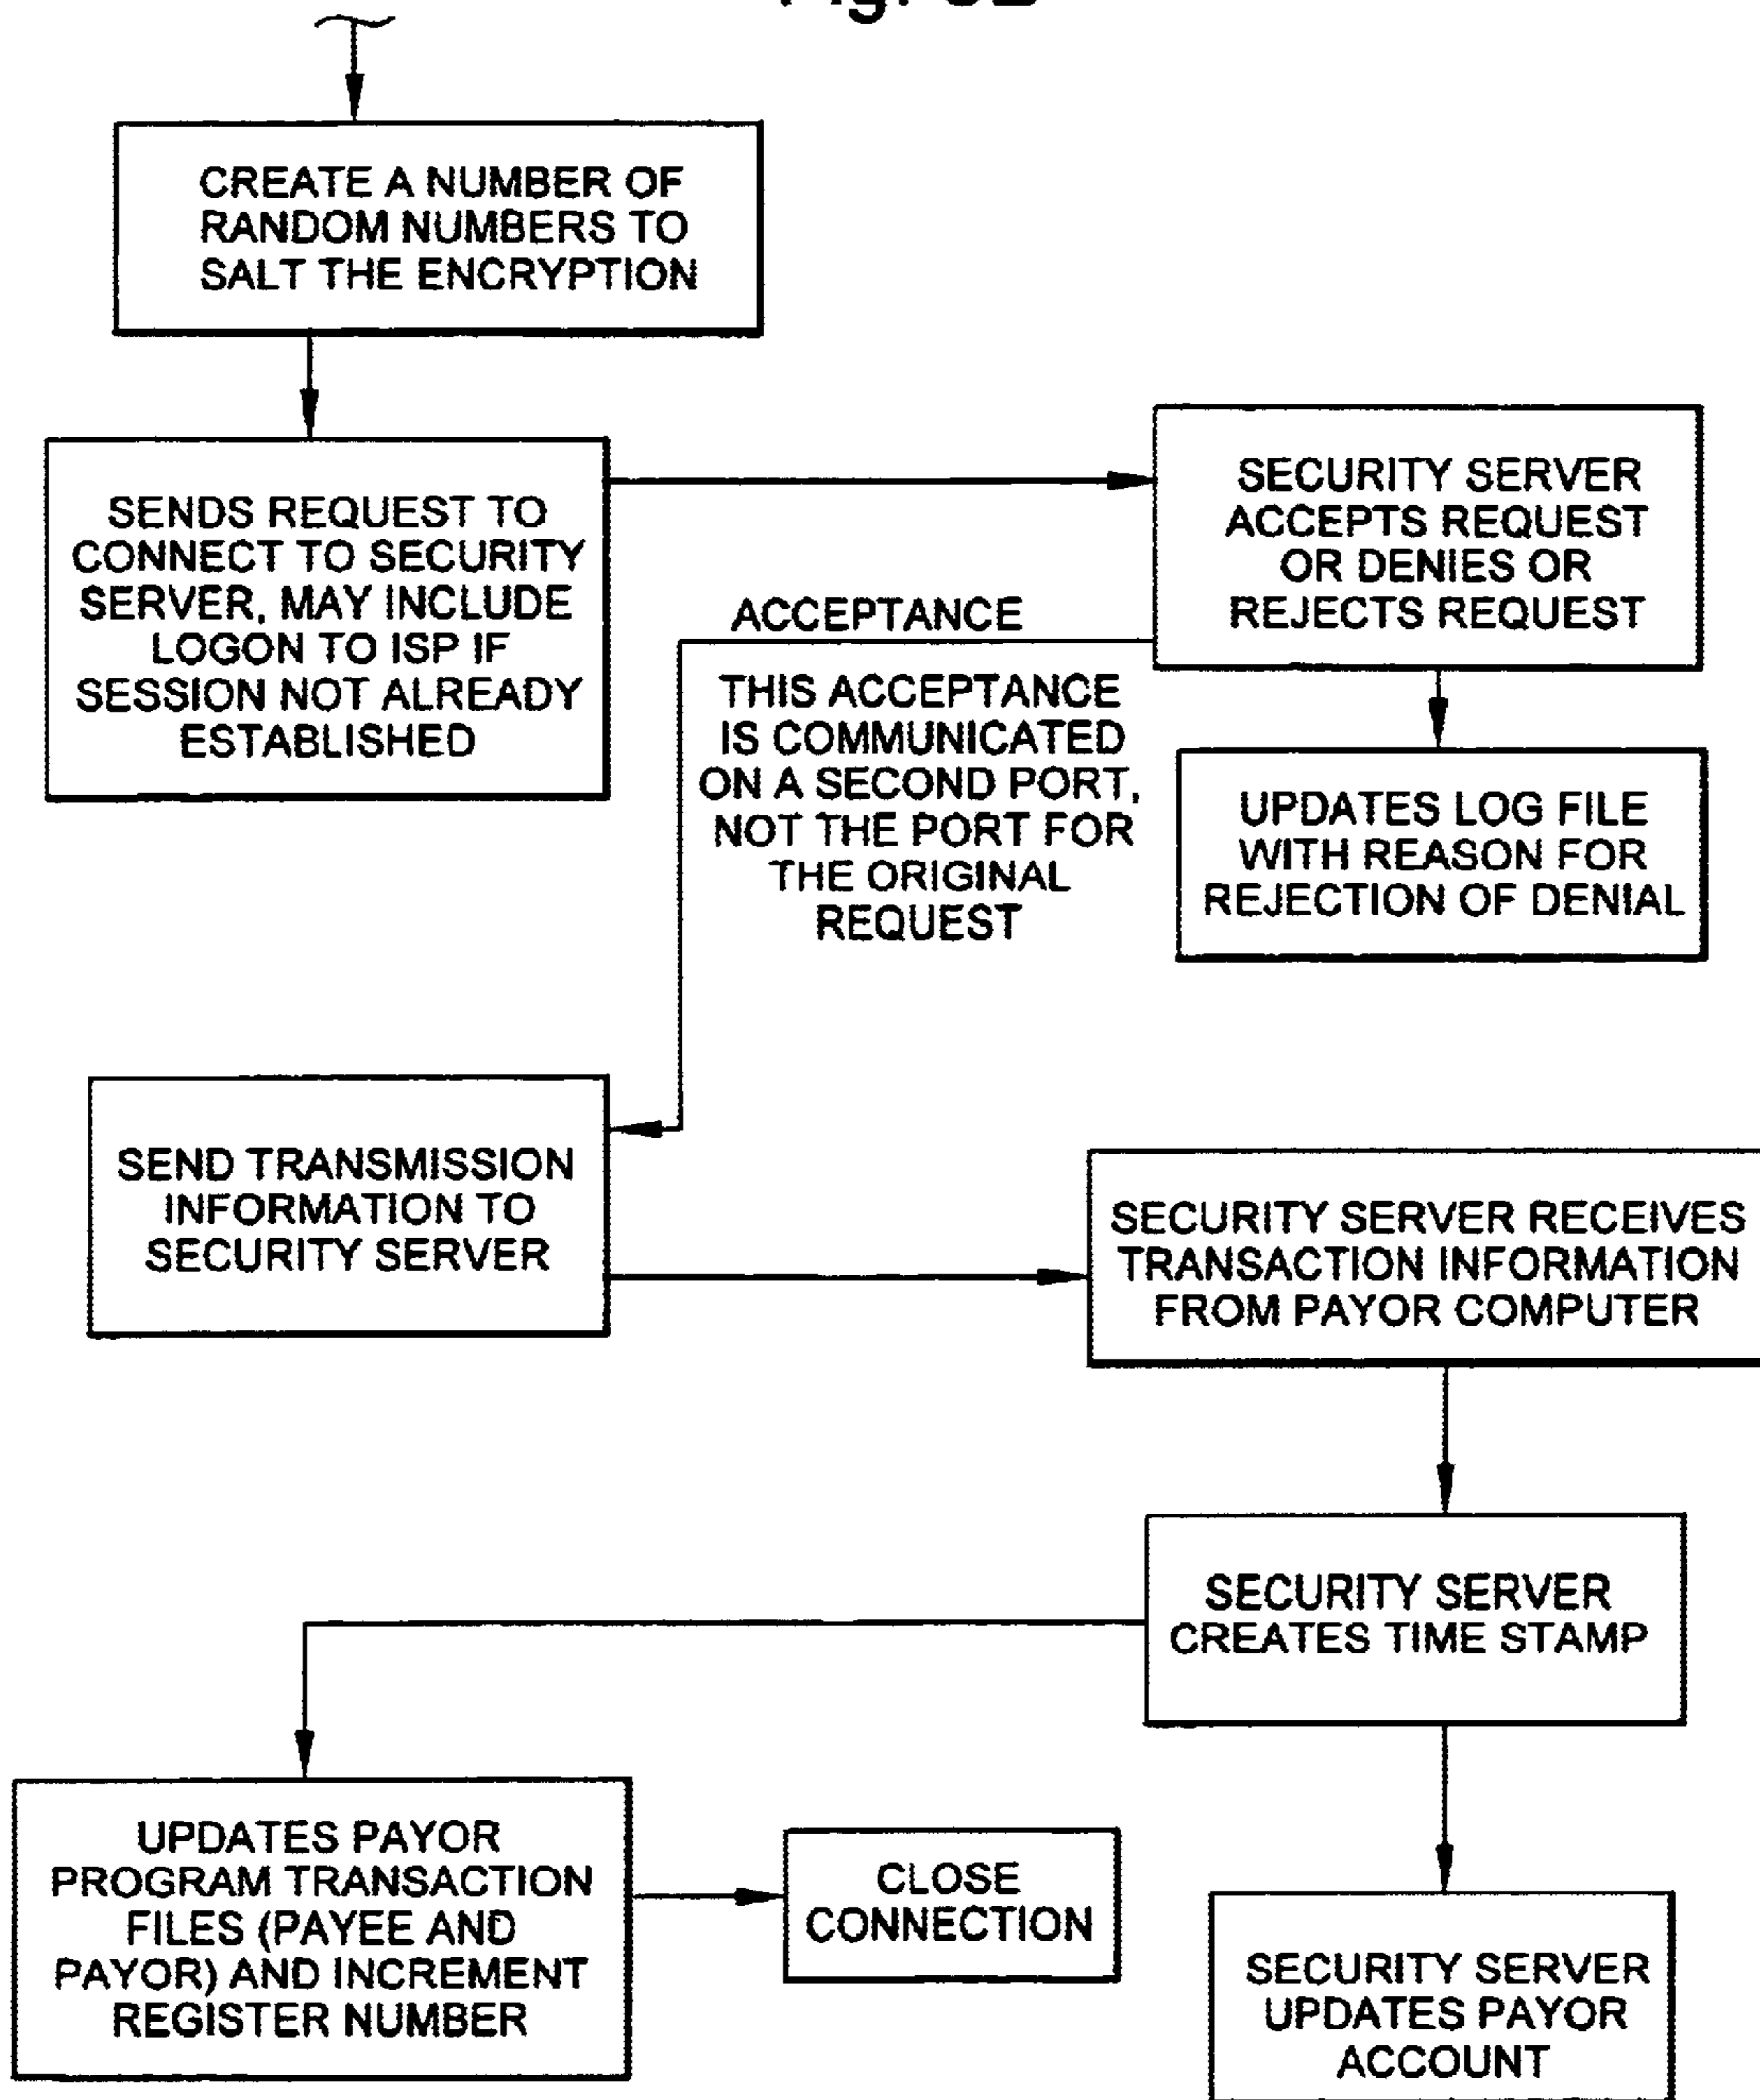 CREATE A NUMBER OF
RANDOM NUMBERS TO
SALT THE ENCRYPTION
SENDS REQUEST TO
CONNECT TO SECURITY
SERVER, MAY INCLUDE
LOGON TO ISP IF
SESSION NOT ALREADY
ESTABLISHED
SECURITY SERVER
ACCEPTS REQUEST
OR DENIES OR
REJECTS REQUEST
ACCEPTANCE
THIS ACCEPTANCE
IS COMMUNICATED
ON A SECOND PORT,
NOT THE PORT FOR
THE ORIGINAL
REQUEST
UPDATES LOG FILE
WITH REASON FOR
REJECTION OF DENIAL
SEND TRANSMISSION
INFORMATION TO
SECURITY SERVER
SECURITY SERVER RECEIVES
TRANSACTION INFORMATION
FROM PAYOR COMPUTER
SECURITY SERVER
CREATES TIME STAMP
UPDATES PAYOR
PROGRAM TRANSACTION
FILES (PAYEE AND
PAYOR) AND INCREMENT
REGISTER NUMBER
CLOSE
CONNECTION
SECURITY SERVER
UPDATES PAYOR
ACCOUNT